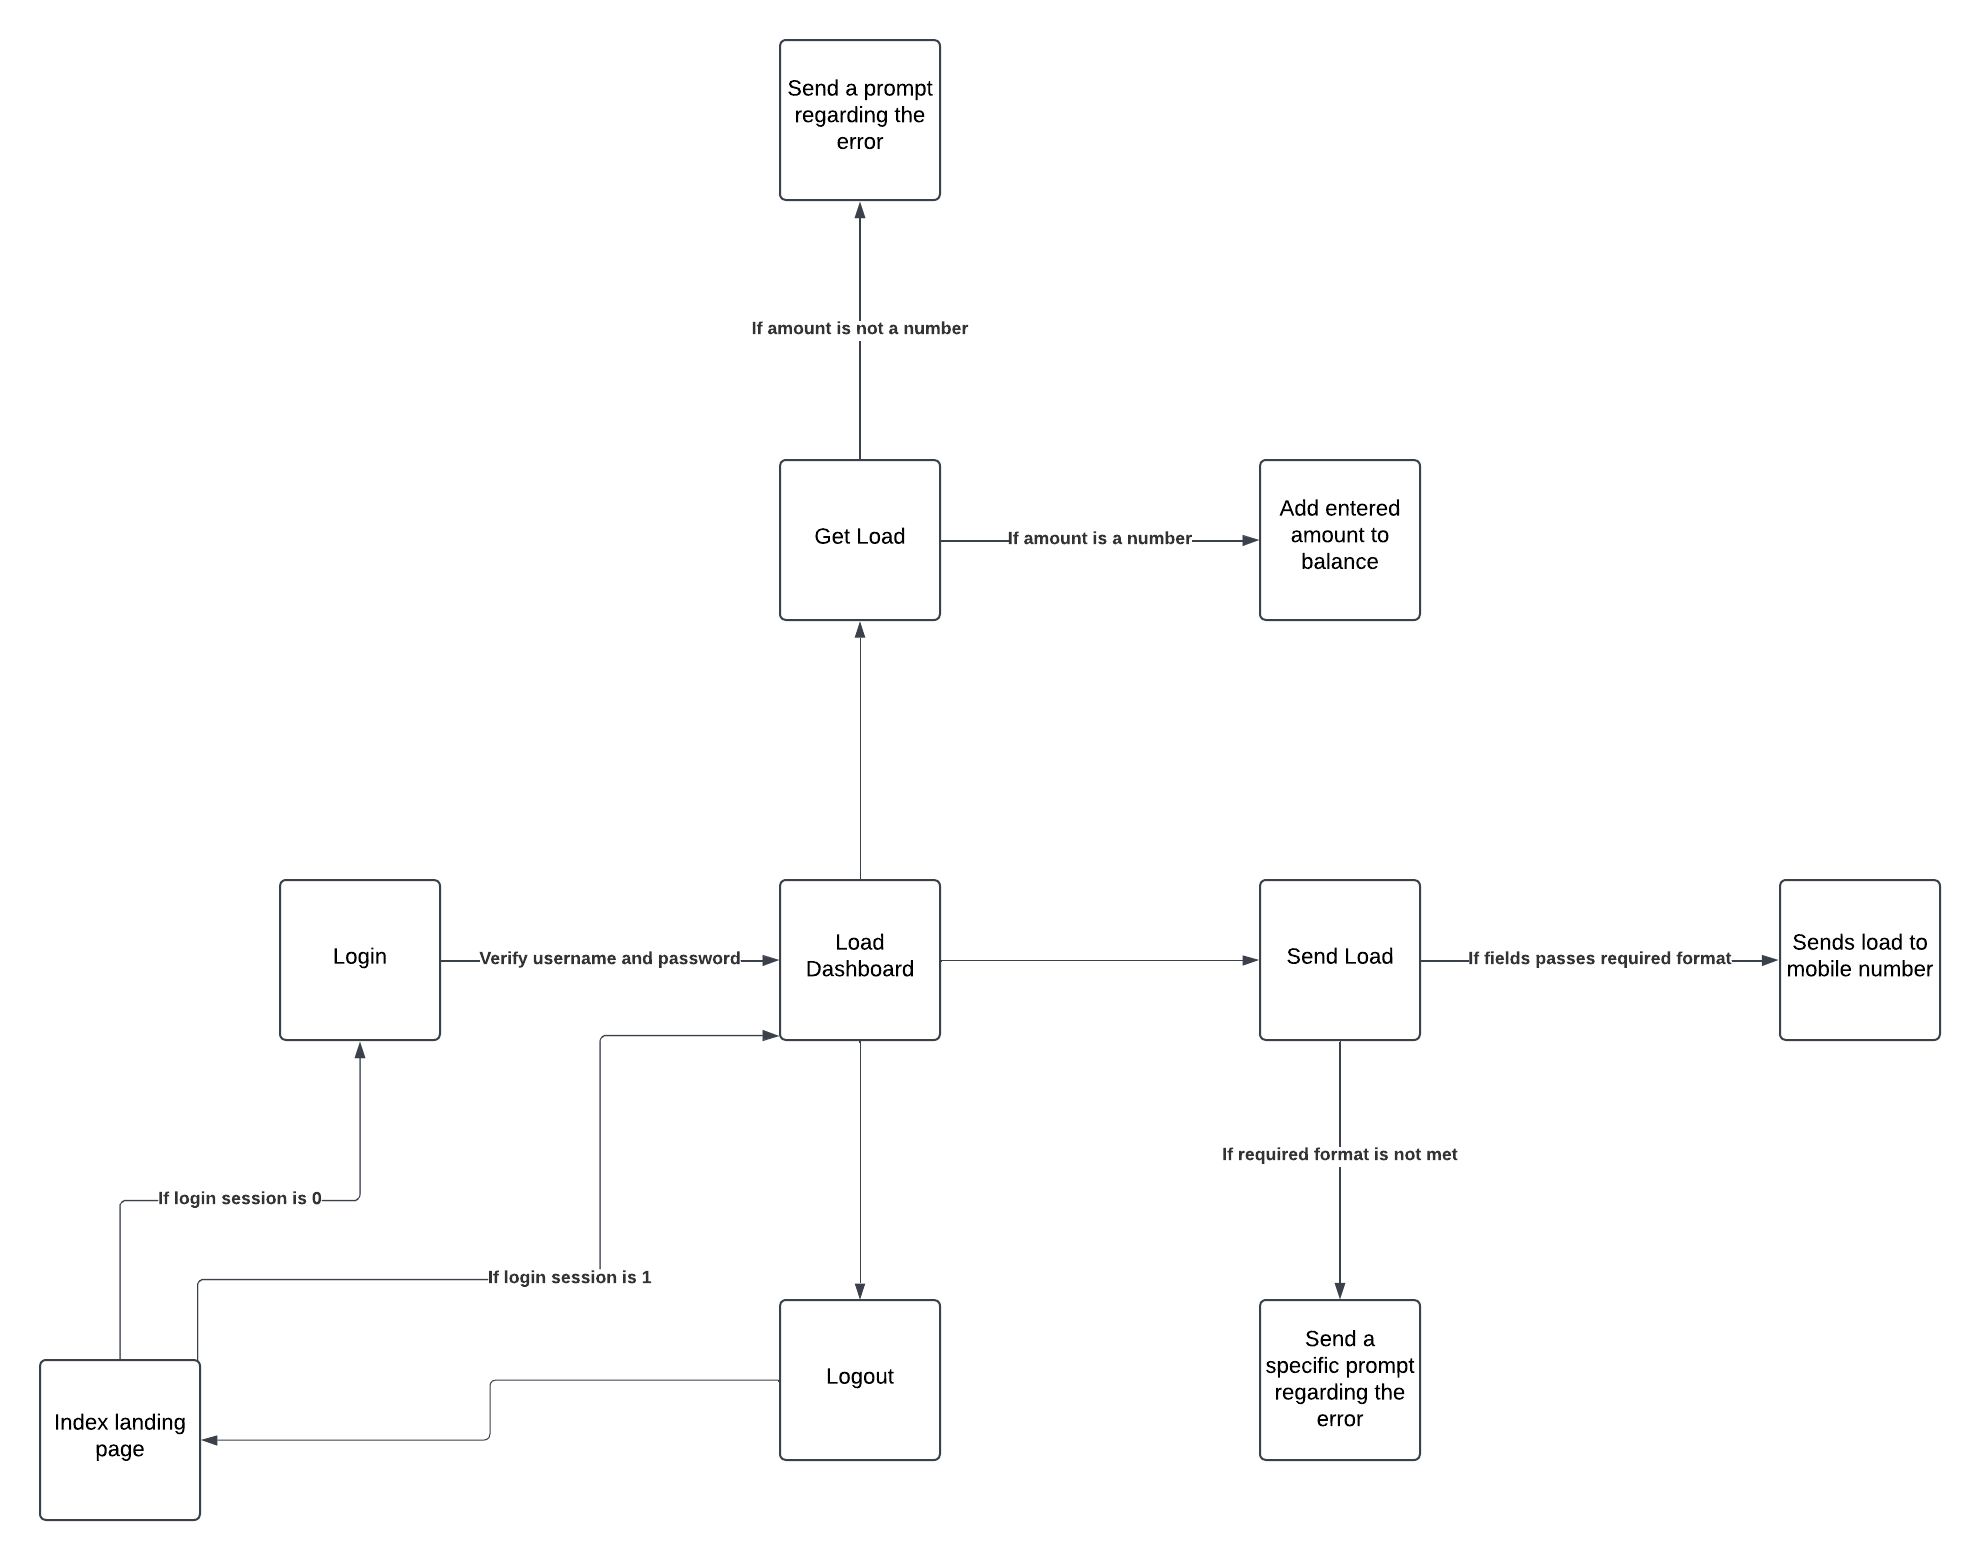 Send a prompt
regarding the
error
If amount is not a number
Get Load
If amount is a number
Add entered
amount to
balance
Login
Verify username and password
Load
Dashboard
Send Load
If fields passes required format
Sends load to
mobile number
If required format is not met
If login session is 0
If login session is 1
Send a
specific prompt
regarding the
error
Logout
Index landing
page